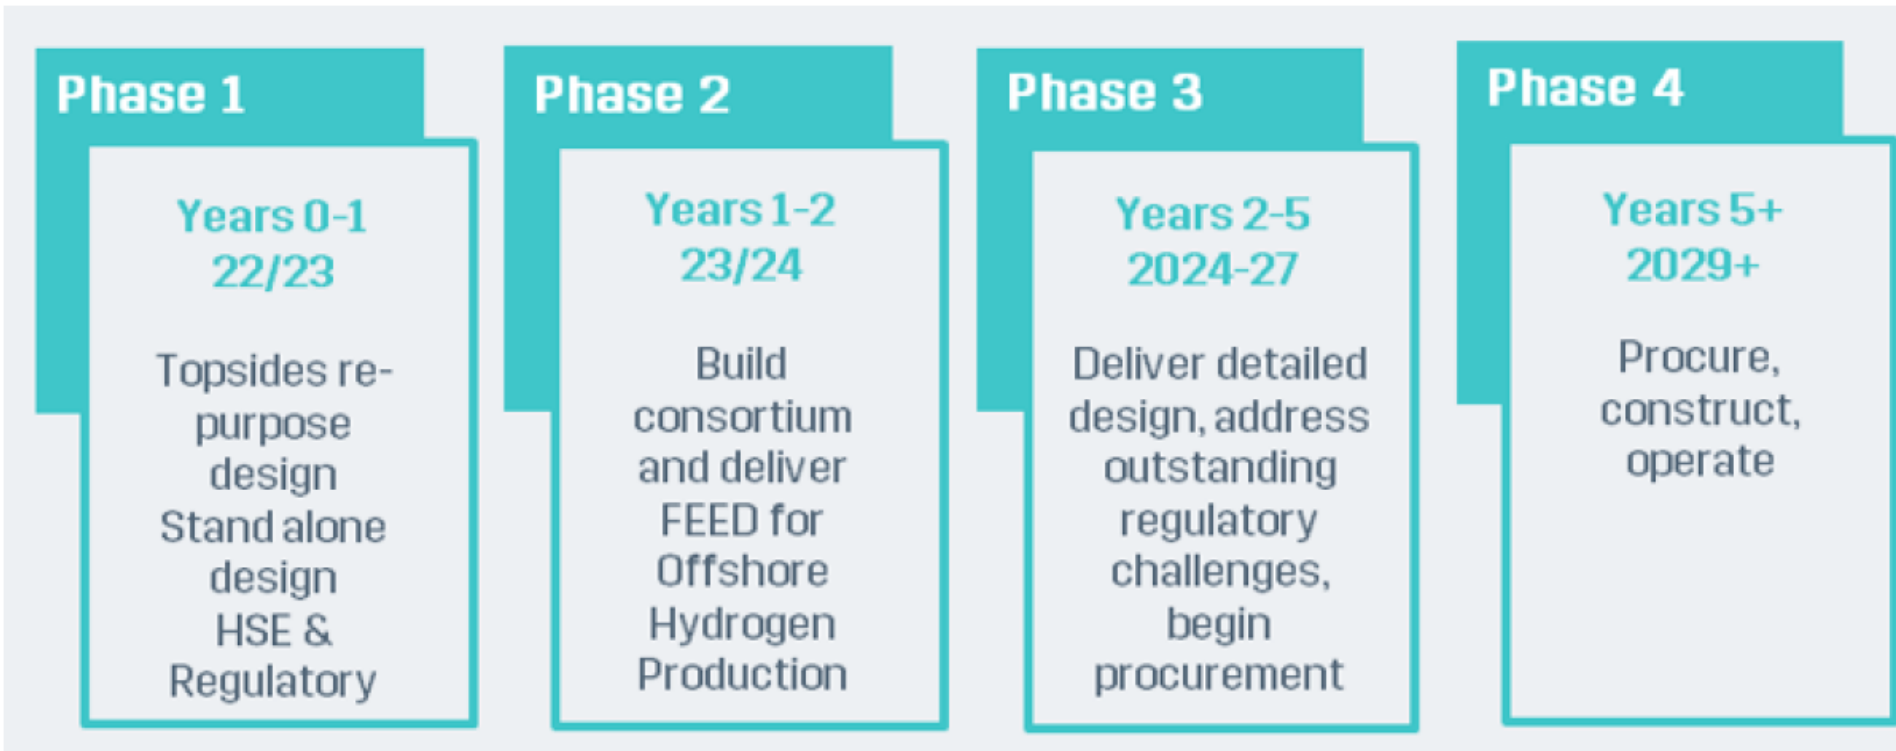 Phase 1
Years 0-1
22/23
Topsides re-
purpose
design
Stand alone
design
HSE &
Regulatory
Phase 2
Years 1-2
23/24
Build
consortium
and deliver
FEED for
Offshore
Hydrogen
Production
Phase 3
Years 2-5
2024-27
Deliver detailed
design, address
outstanding
regulatory
challenges,
begin
procurement
Phase 4
Years 5+
2029+
Procure,
construct,
operate